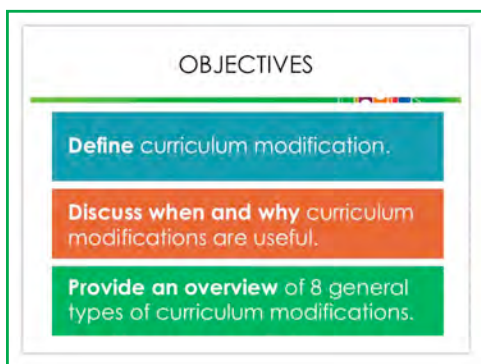 OBJECTIVES
Define curriculum modification.
Discuss when and why curriculum
modifications are useful.
Provide an overview of 8 general
types of curriculum modifications.